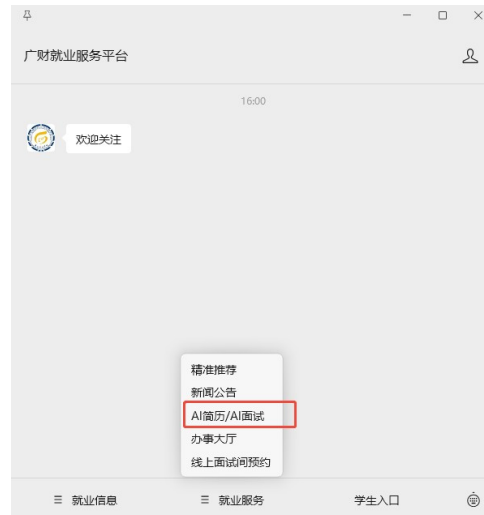 广财就业服务平台
16:00
欢迎关注
精准推荐
新闻公告
AI简历/AI面试
办事大厅
线上面试间预约
就业信息
就业服务
学生入口